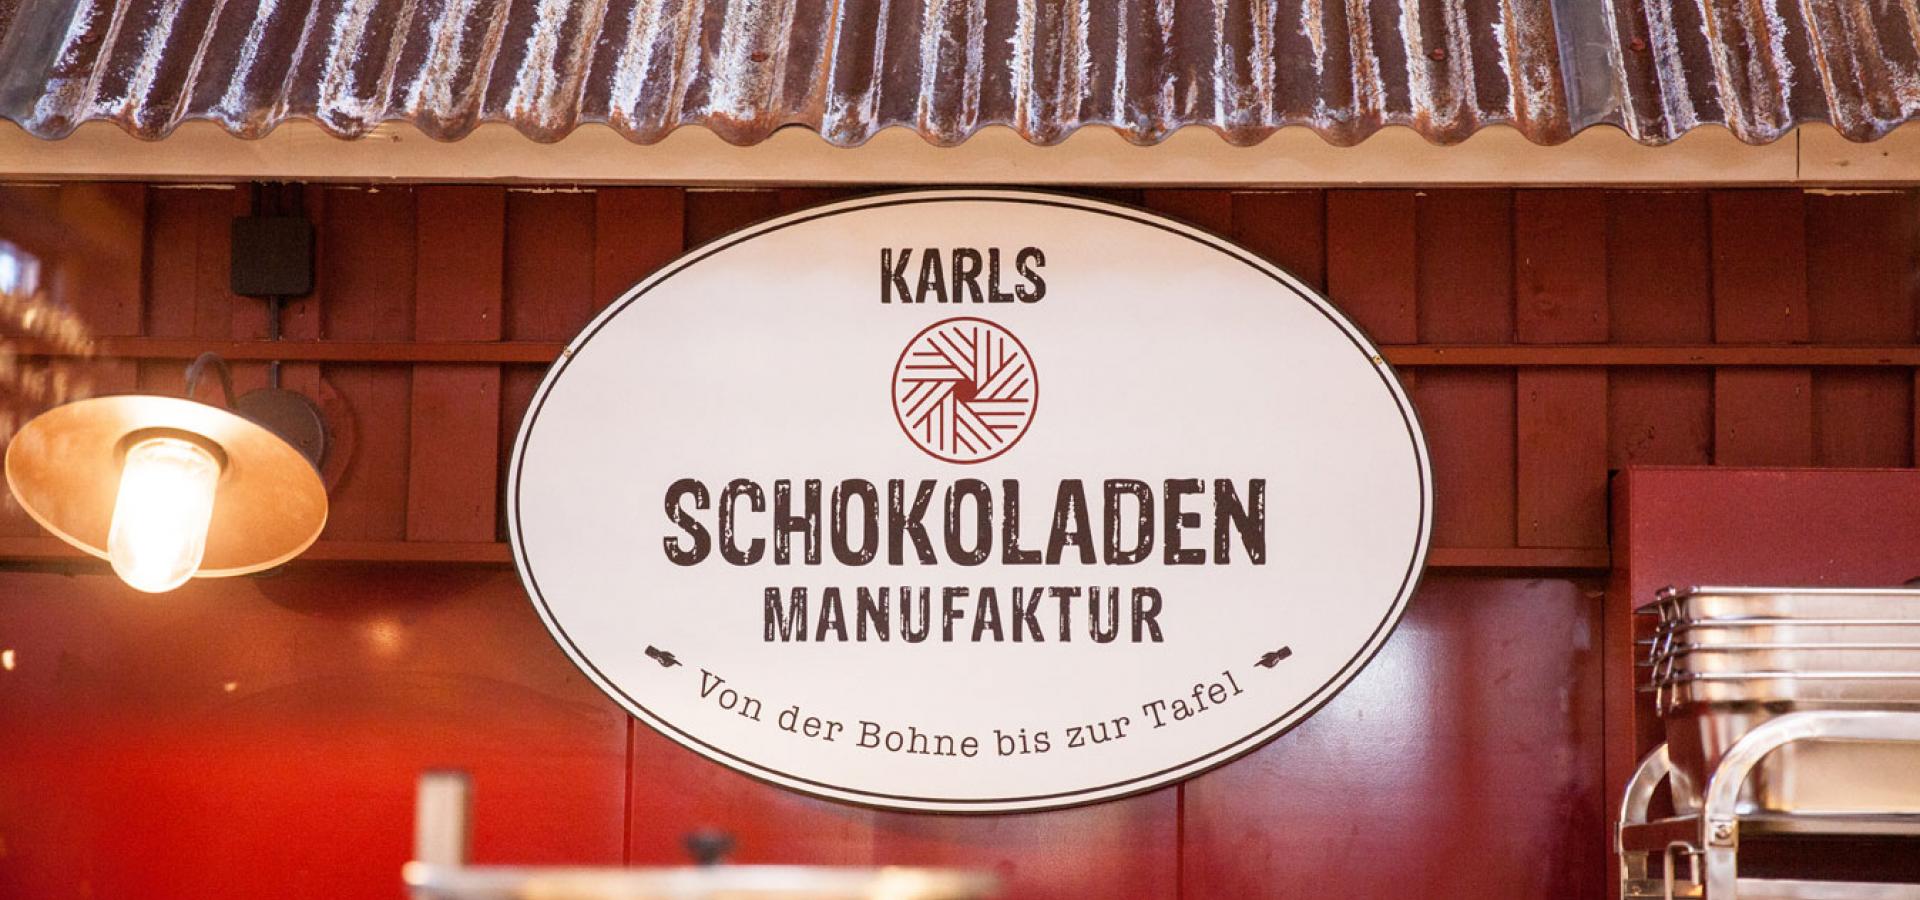 KARLS
SCHOKOLADEN
MANUFAKTUR
Von der Bohne bis zur Tafel